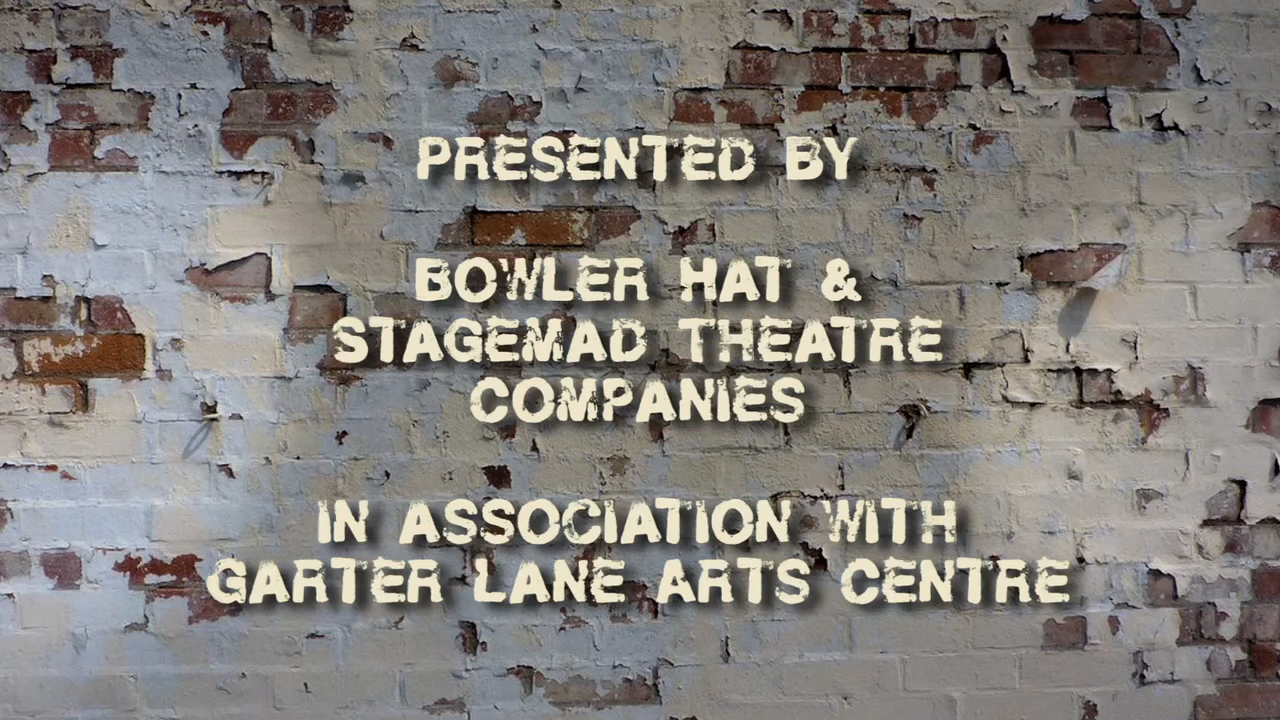 PRESENTED BY
BOWLER HAT &
STAGEMAD THEATRE
COMPANIES
IN ASSOCIATION WITH
GARTER LANE ARTS CENTRE